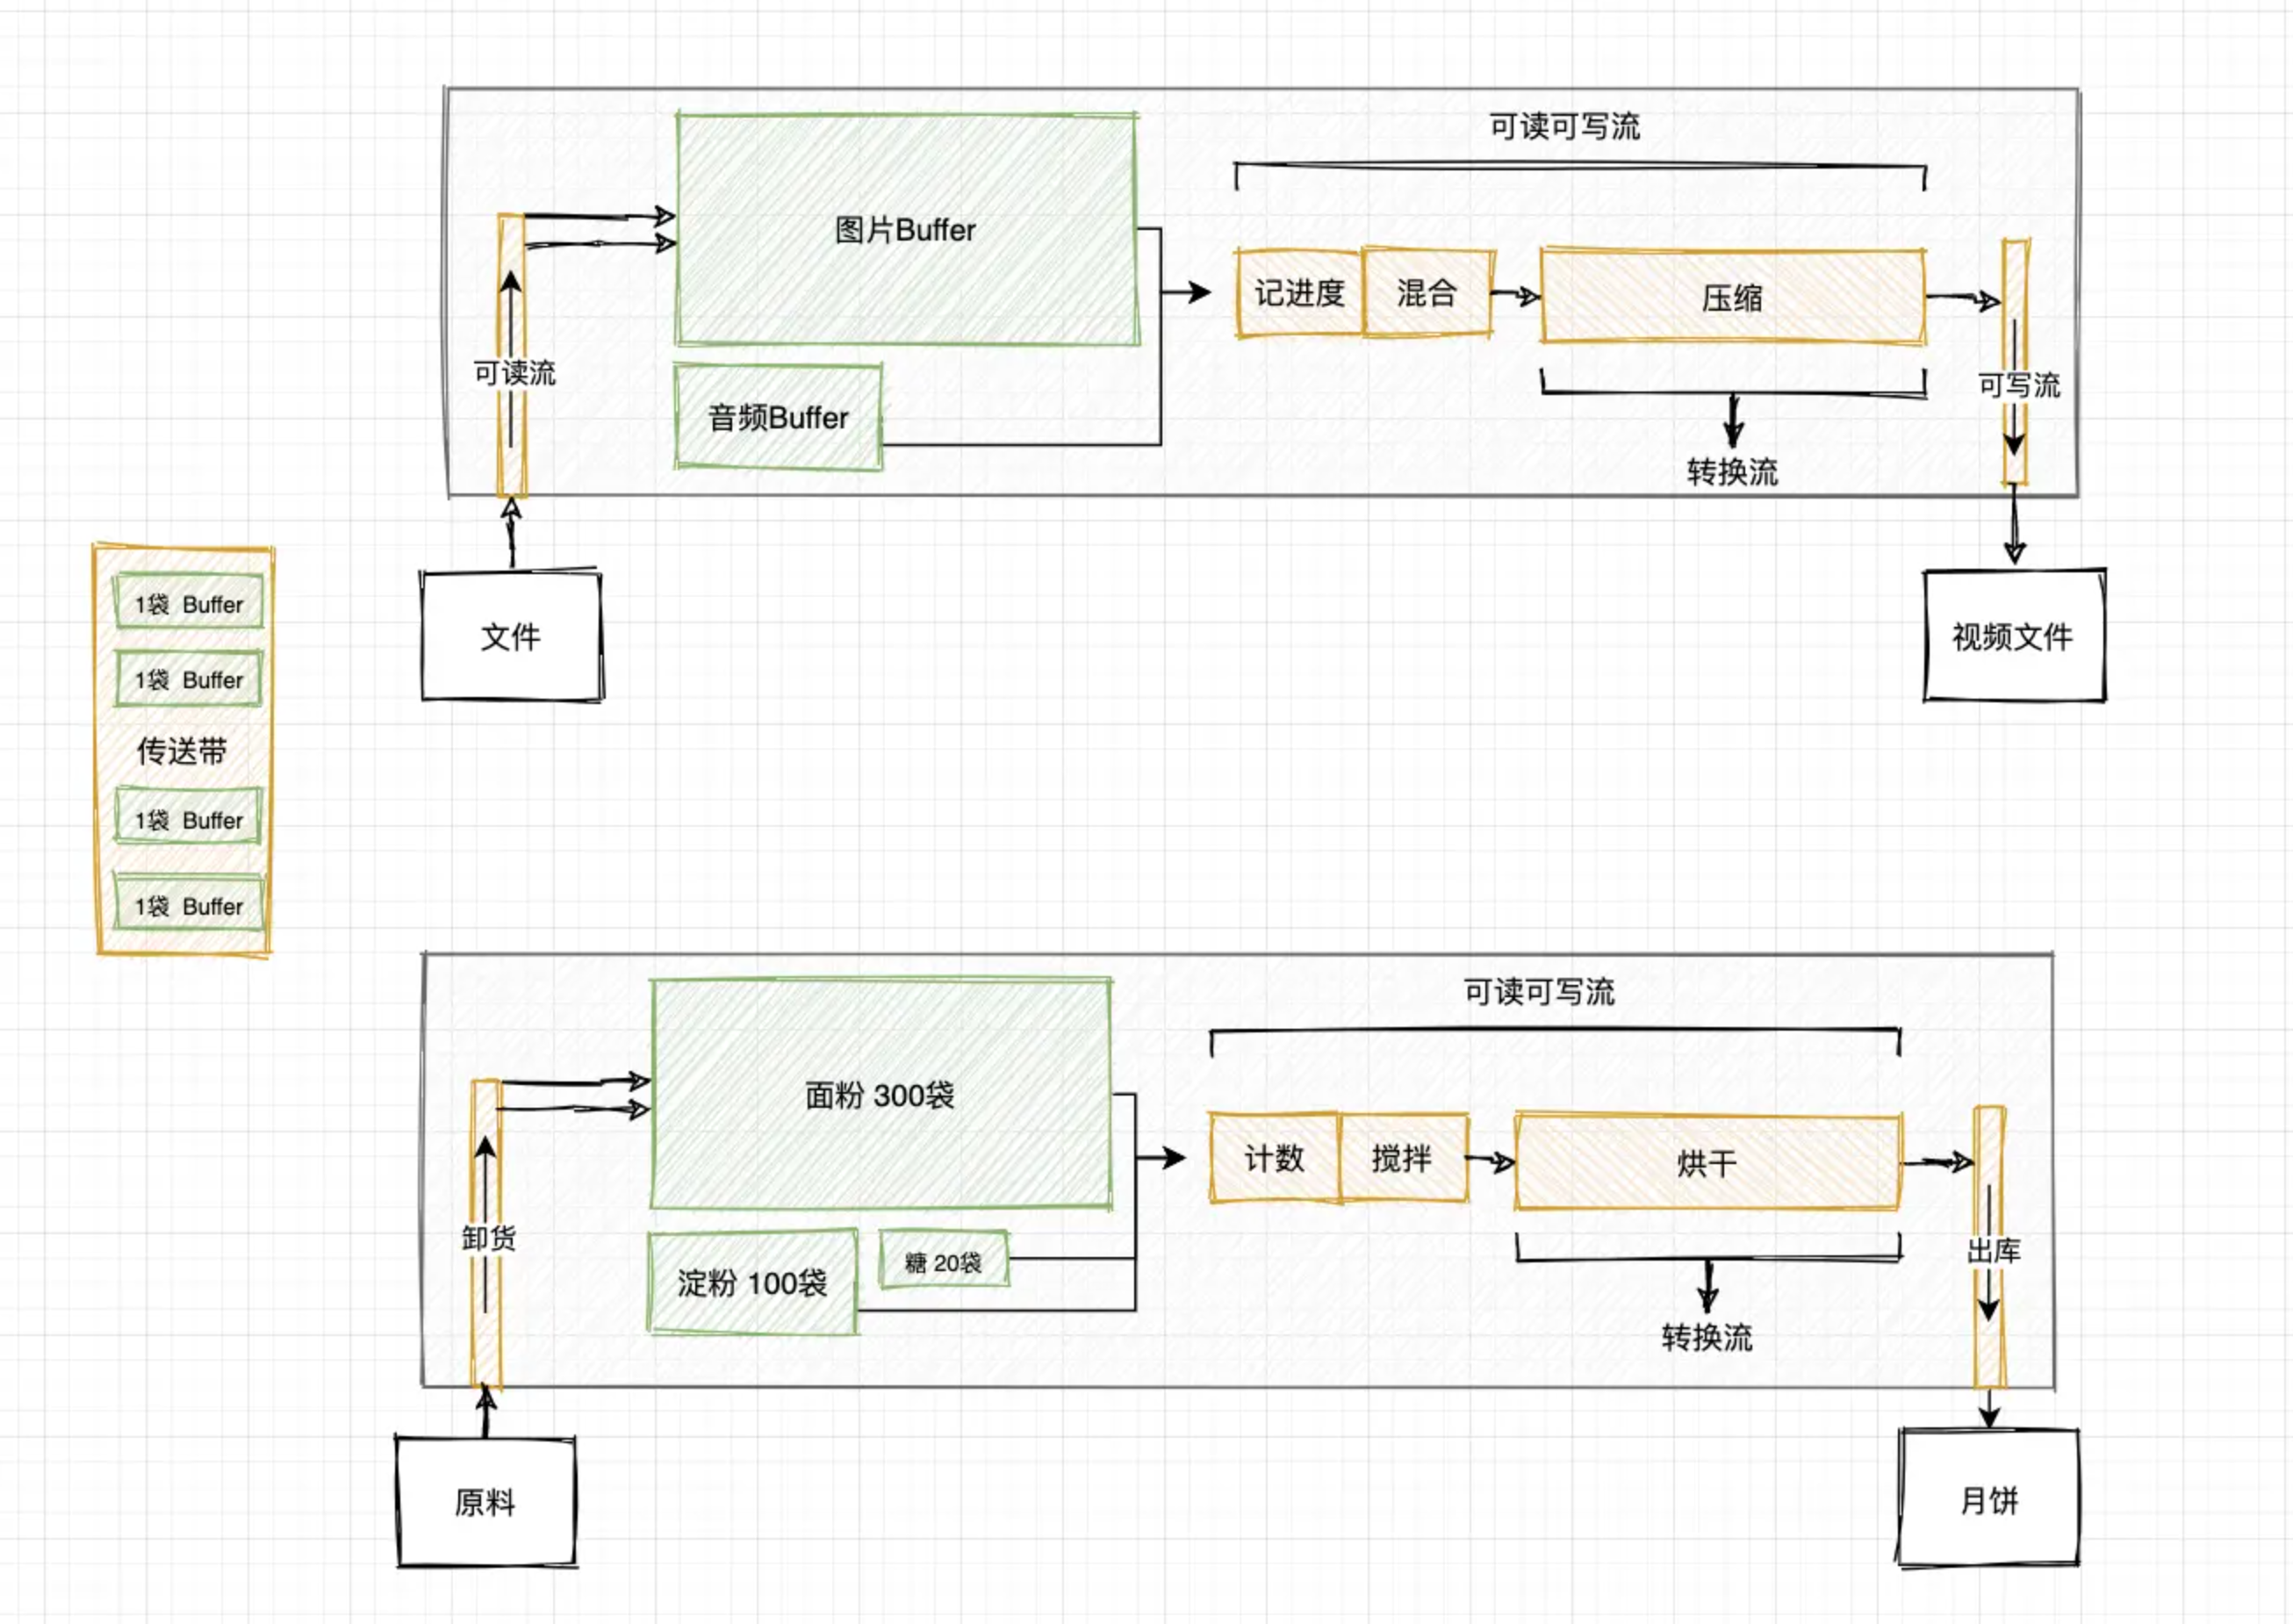 可读可写流
图片Buffer
记进度
混合
压缩
可读流
可写流
音频Buffer
转换流
1袋 Buffer
文件
视频文件
1袋 Buffer
传送带
1袋 Buffer
1袋 Buffer
可读可写流
面粉 300袋
计数
搅拌
烘干
卸货
出库
糖 20袋
淀粉 100袋
转换流
原料
月饼